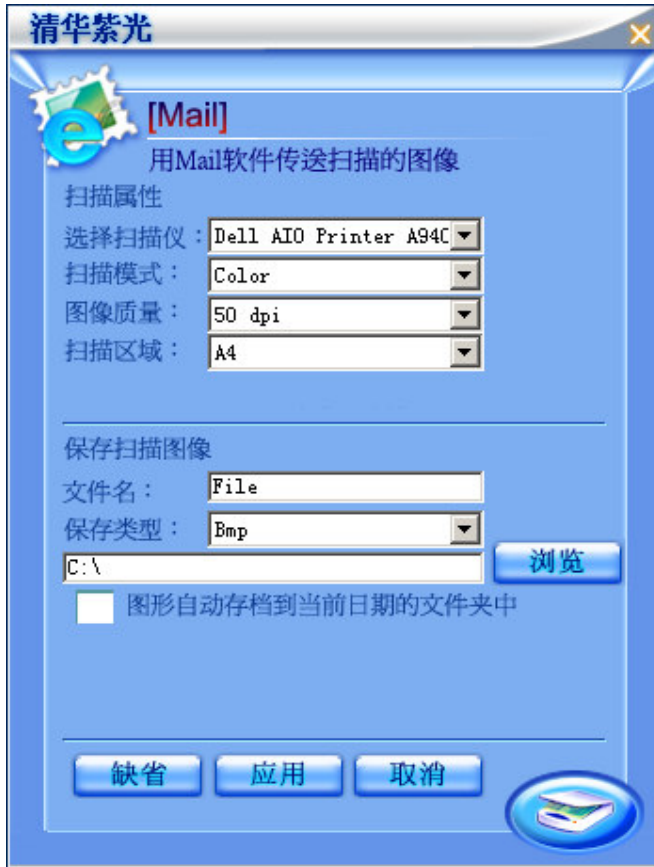 清华紫光
[Mail]
用Mail软件传送扫描的图像
扫描属性
选择扫描仪：Dell AIO Printer A940
扫描模式：Color
图像质量：50 dpi
扫描区域：A4
保存扫描图像
文件名：File
保存类型：Bmp
C:\
浏览
图形自动存档到当前日期的文件夹中
缺省 应用 取消